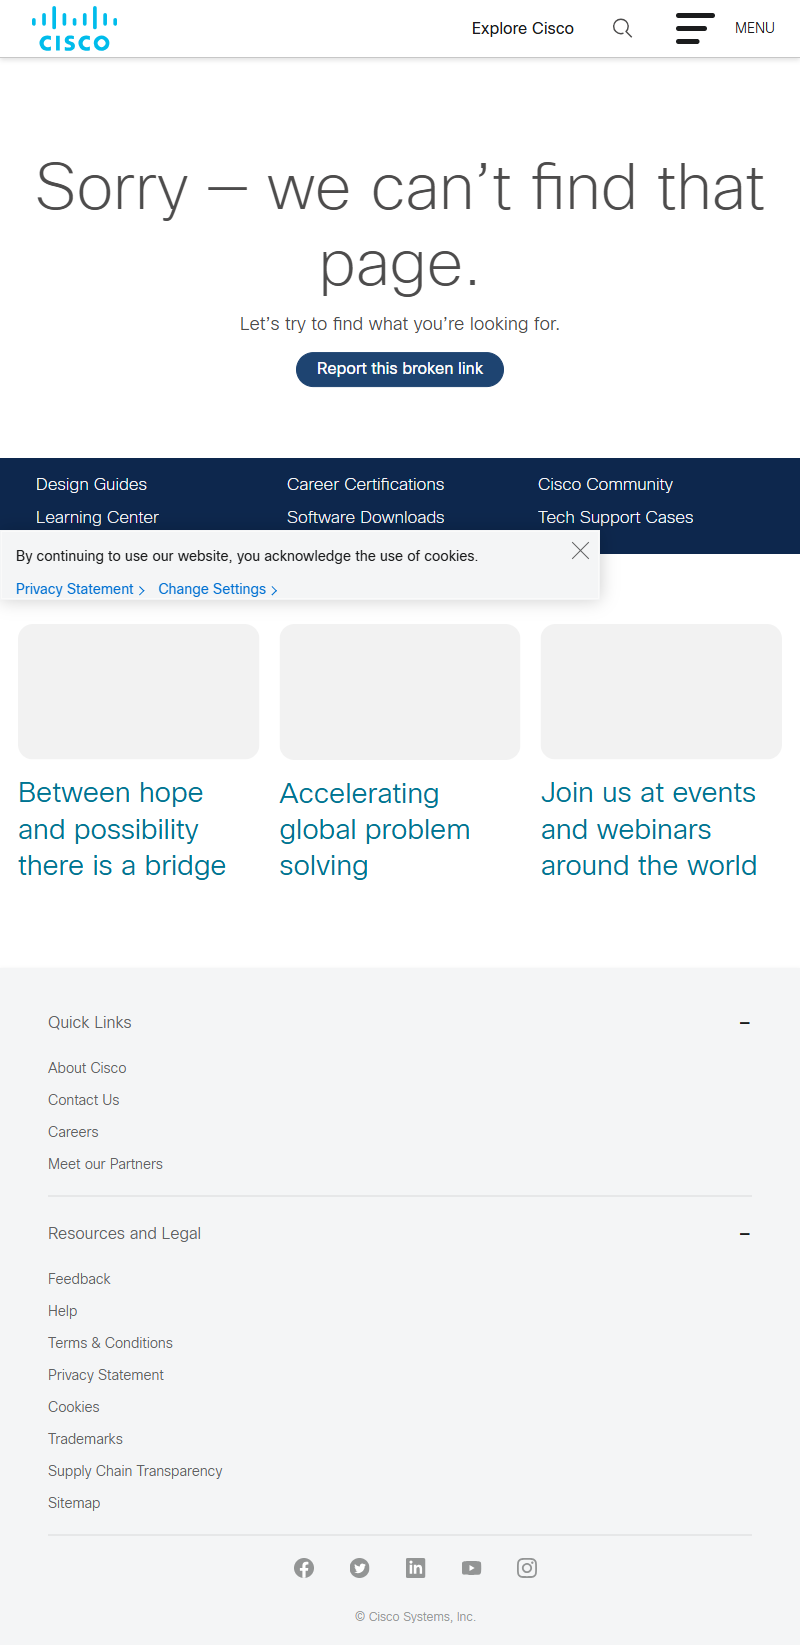 CISCO
Explore Cisco
MENU
Sorry – we can’t find that
page.
Let’s try to find what you’re looking for.
Report this broken link
Design Guides
Career Certifications
Cisco Community
Learning Center
Software Downloads
Tech Support Cases
By continuing to use our website, you acknowledge the use of cookies.
Privacy Statement
Change Settings
Between hope
and possibility
there is a bridge
Accelerating
global problem
solving
Join us at events
and webinars
around the world
Quick Links
About Cisco
Contact Us
Careers
Meet our Partners
Resources and Legal
Feedback
Help
Terms & Conditions
Privacy Statement
Cookies
Trademarks
Supply Chain Transparency
Sitemap
© Cisco Systems, Inc.